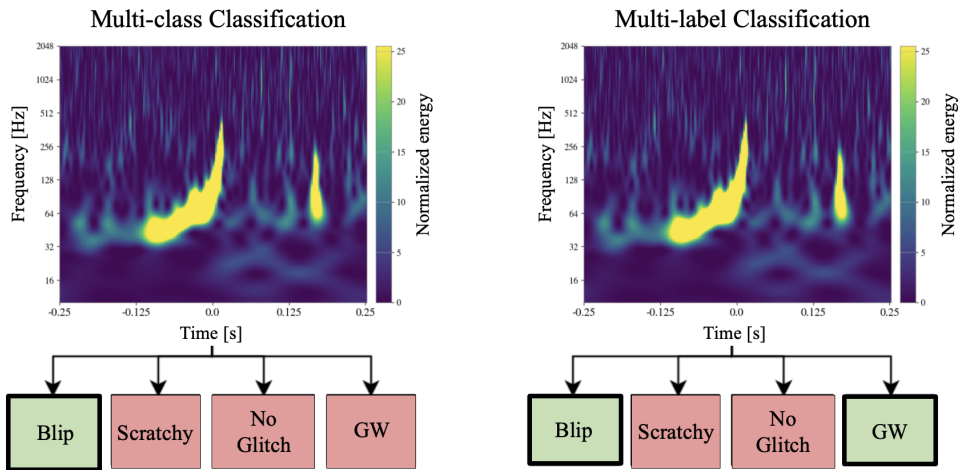 Multi-class Classification
2048
1024
512
256
128
64
32
16
Frequency [Hz]
-0.25
-0.125
0.0
0.125
0.25
Time [s]
25
20
15
10
5
0
Normalized energy
Blip
Scratchy
No
Glitch
GW
Multi-label Classification
2048
1024
512
256
128
64
32
16
Frequency [Hz]
-0.25
-0.125
0.0
0.125
0.25
Time [s]
25
20
15
10
5
0
Normalized energy
Blip
Scratchy
No
Glitch
GW